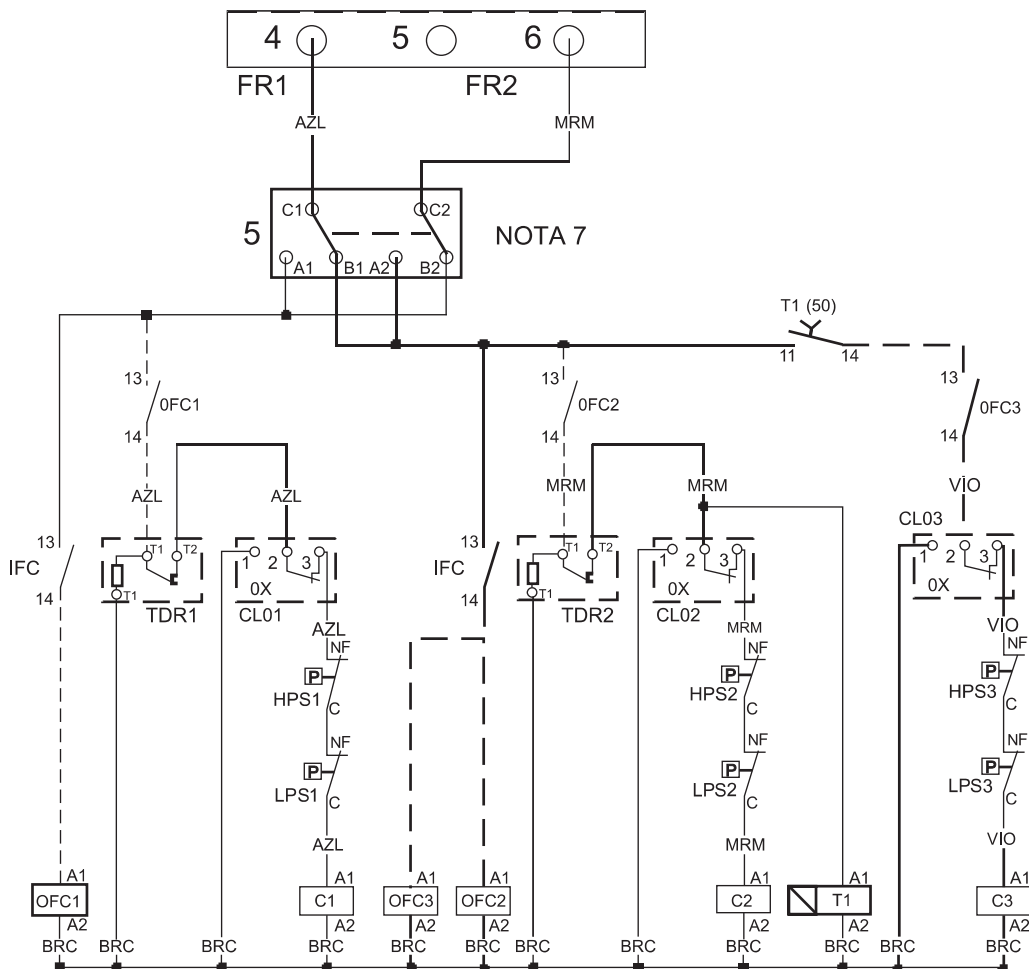 4 5 6
FR1 FR2
AZL MRM
C1 C2
5 NOTA 7
A1 B1 A2 B2
T1 (50)
11 14
13 13 13
0FC1 0FC2 0FC3
14 14 14
AZL AZL MRM MRM VIO
CL03
13 T1 T2 1 2 3 13 T1 T2 1 2 3 1 2 3
IFC 0X IFC 0X 0X
14 T1 14 T1
TDR1 CL01 TDR2 CL02
AZL MRM VIO
NF NF NF
P P P
HPS1 HPS2 HPS3
C C C
NF NF NF
P P P
LPS1 LPS2 LPS3
C C C
AZL MRM VIO
A1 A1 A1 A1 A1 A1 A1
OFC1 C1 OFC3 OFC2 C2 T1 C3
A2 A2 A2 A2 A2 A2 A2
BRC BRC BRC BRC BRC BRC BRC BRC BRC BRC BRC BRC